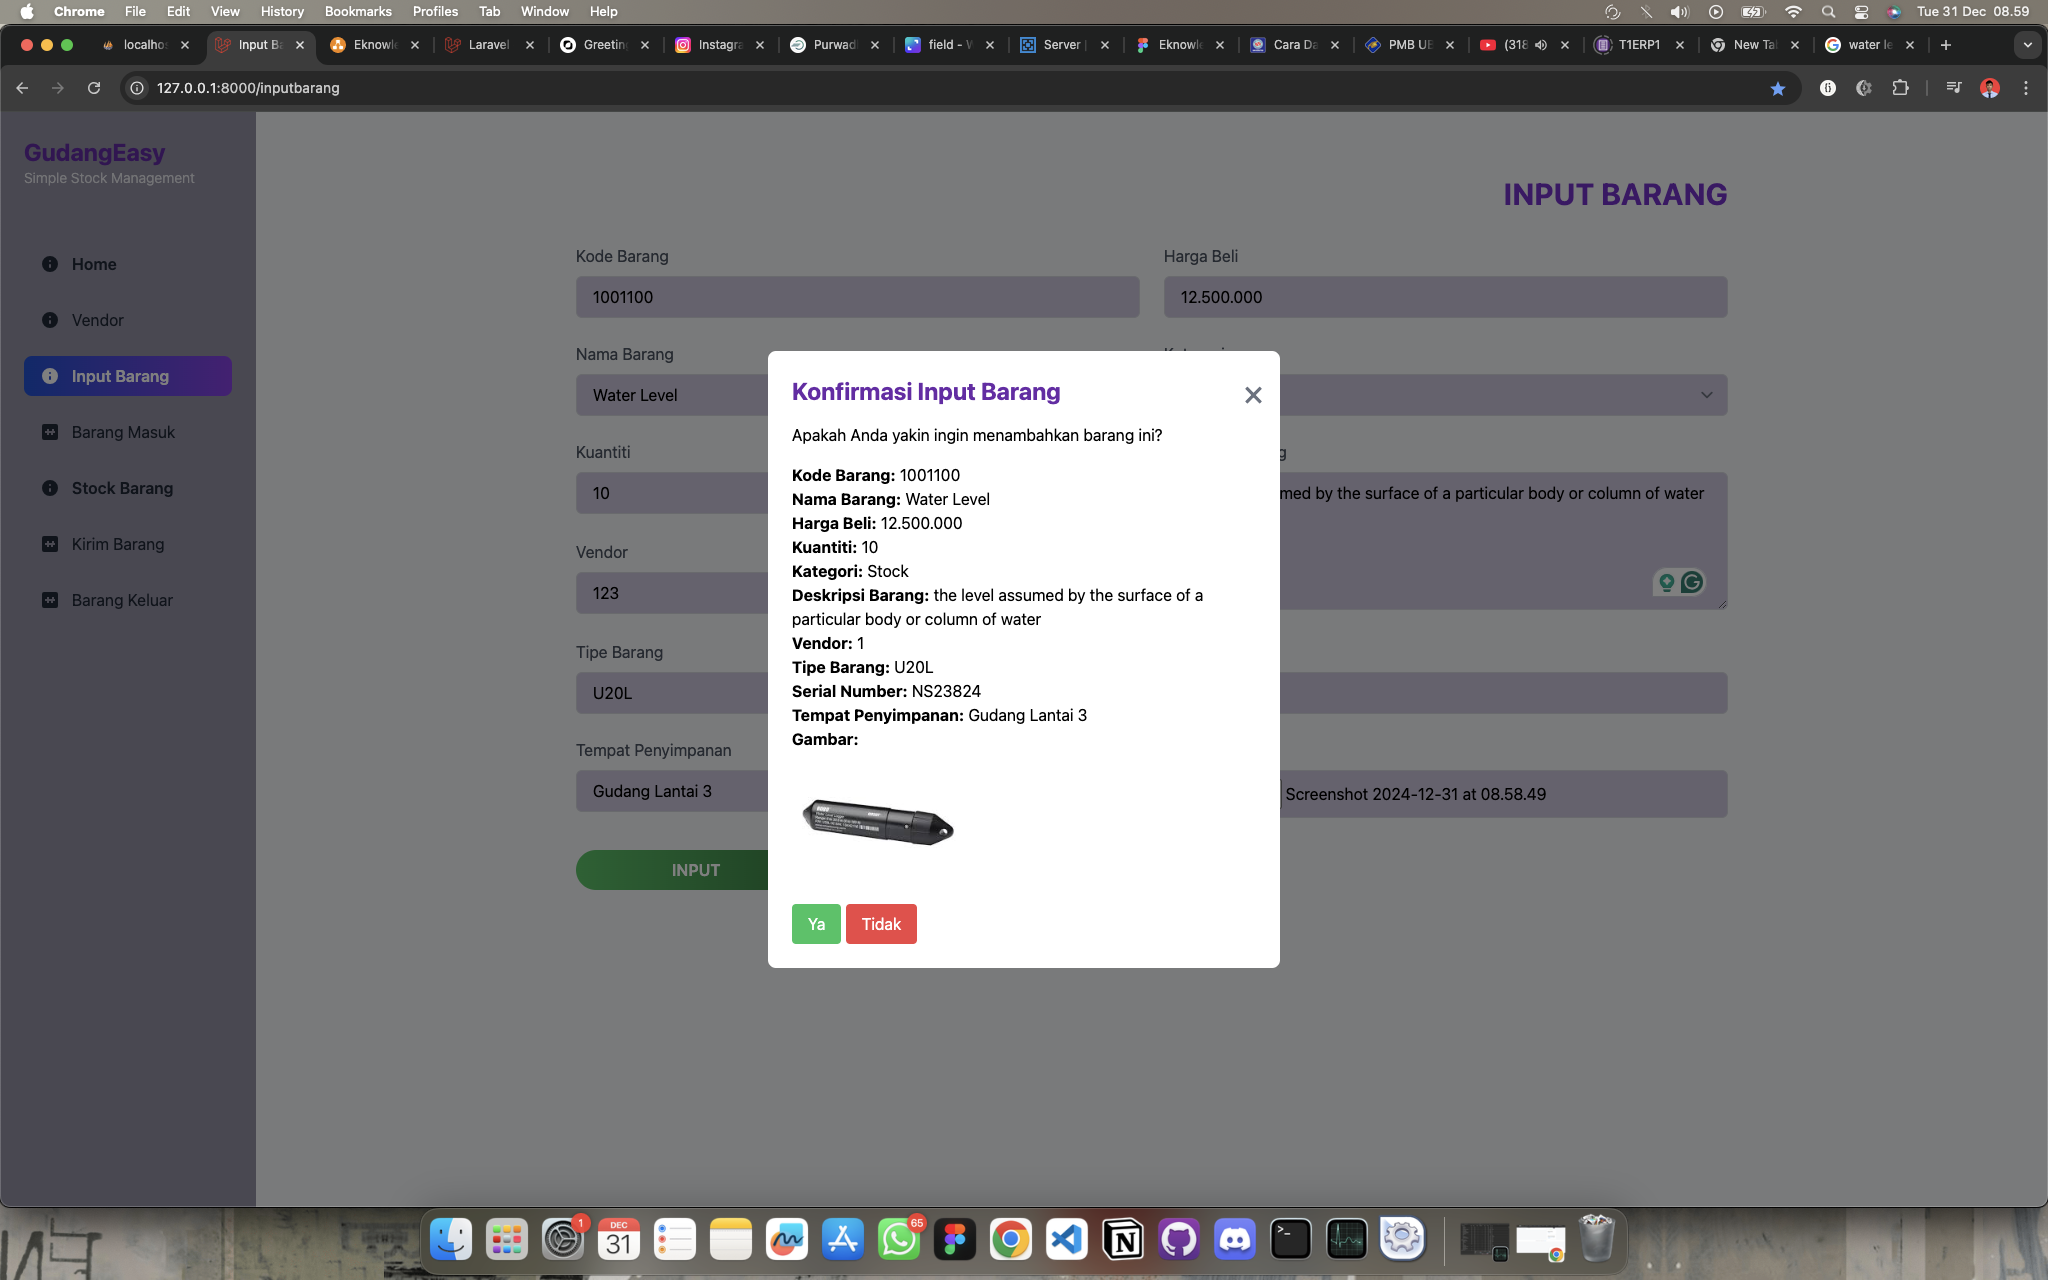 Chrome File Edit View History Bookmarks Profiles Tab Window Help Tue 31 Dec 08.59
localho Input Ba Eknowle Laravel Greetin Instagra Purwad field - W Server Eknowle Cara Da PMB UE (318 T1ERP1 New Ta water le
127.0.0.1:8000/inputbarang
GudangEasy
Simple Stock Management
Home
Vendor
Input Barang
Barang Masuk
Stock Barang
Kirim Barang
Barang Keluar
INPUT BARANG
Kode Barang
1001100
Harga Beli
12.500.000
Nama Barang
Water Level
Kuantiti
10
g
med by the surface of a particular body or column of water
Vendor
123
Tipe Barang
U20L
Tempat Penyimpanan
Gudang Lantai 3
Screenshot 2024-12-31 at 08.58.49
INPUT
Konfirmasi Input Barang
Apakah Anda yakin ingin menambahkan barang ini?
Kode Barang: 1001100
Nama Barang: Water Level
Harga Beli: 12.500.000
Kuantiti: 10
Kategori: Stock
Deskripsi Barang: the level assumed by the surface of a
particular body or column of water
Vendor: 1
Tipe Barang: U20L
Serial Number: NS23824
Tempat Penyimpanan: Gudang Lantai 3
Gambar:
Ya Tidak
1
DEC
31
65